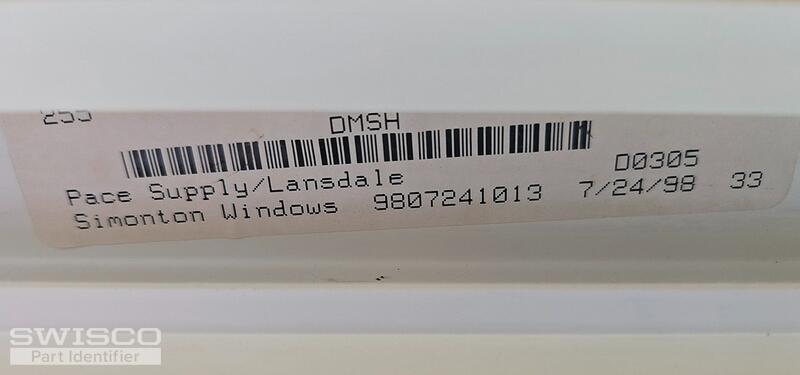 DMSH
D0305
Pace Supply/Lansdale
Simonton Windows 9807241013 7/24/98 33
SWISCO
Part Identifier